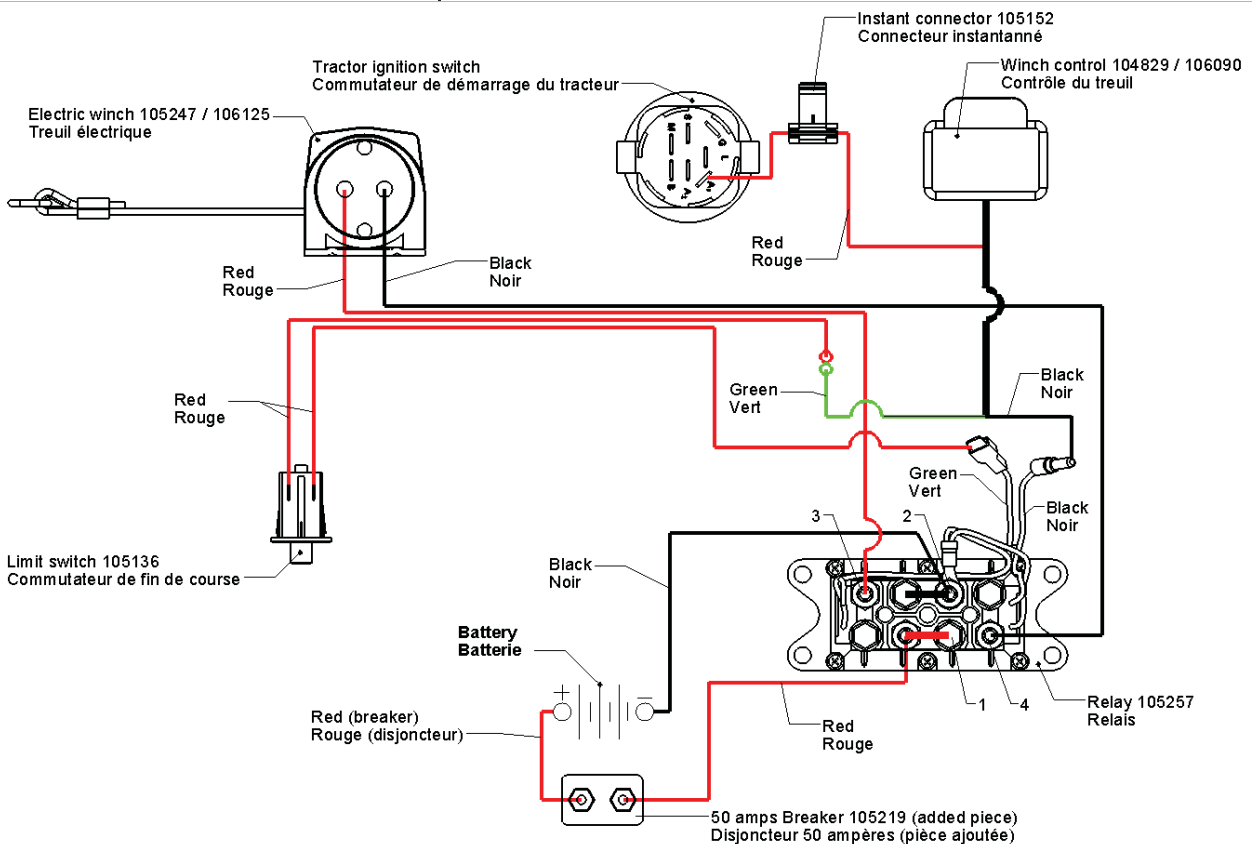 Instant connector 105152
Connecteur instantanné
Tractor ignition switch
Commutateur de démarrage du tracteur
Winch control 104829 / 106090
Contrôle du treuil
Electric winch 105247 / 106125
Treuil électrique
M
S
G
L
B
A2
A1
Red
Rouge
Black
Noir
Red
Rouge
Red
Rouge
Green
Vert
Black
Noir
Green
Vert
Black
Noir
3
2
Limit switch 105136
Commutateur de fin de course
Black
Noir
Battery
Batterie
+
−
1
4
Relay 105257
Relais
Red (breaker)
Rouge (disjoncteur)
Red
Rouge
50 amps Breaker 105219 (added piece)
Disjoncteur 50 ampères (pièce ajoutée)